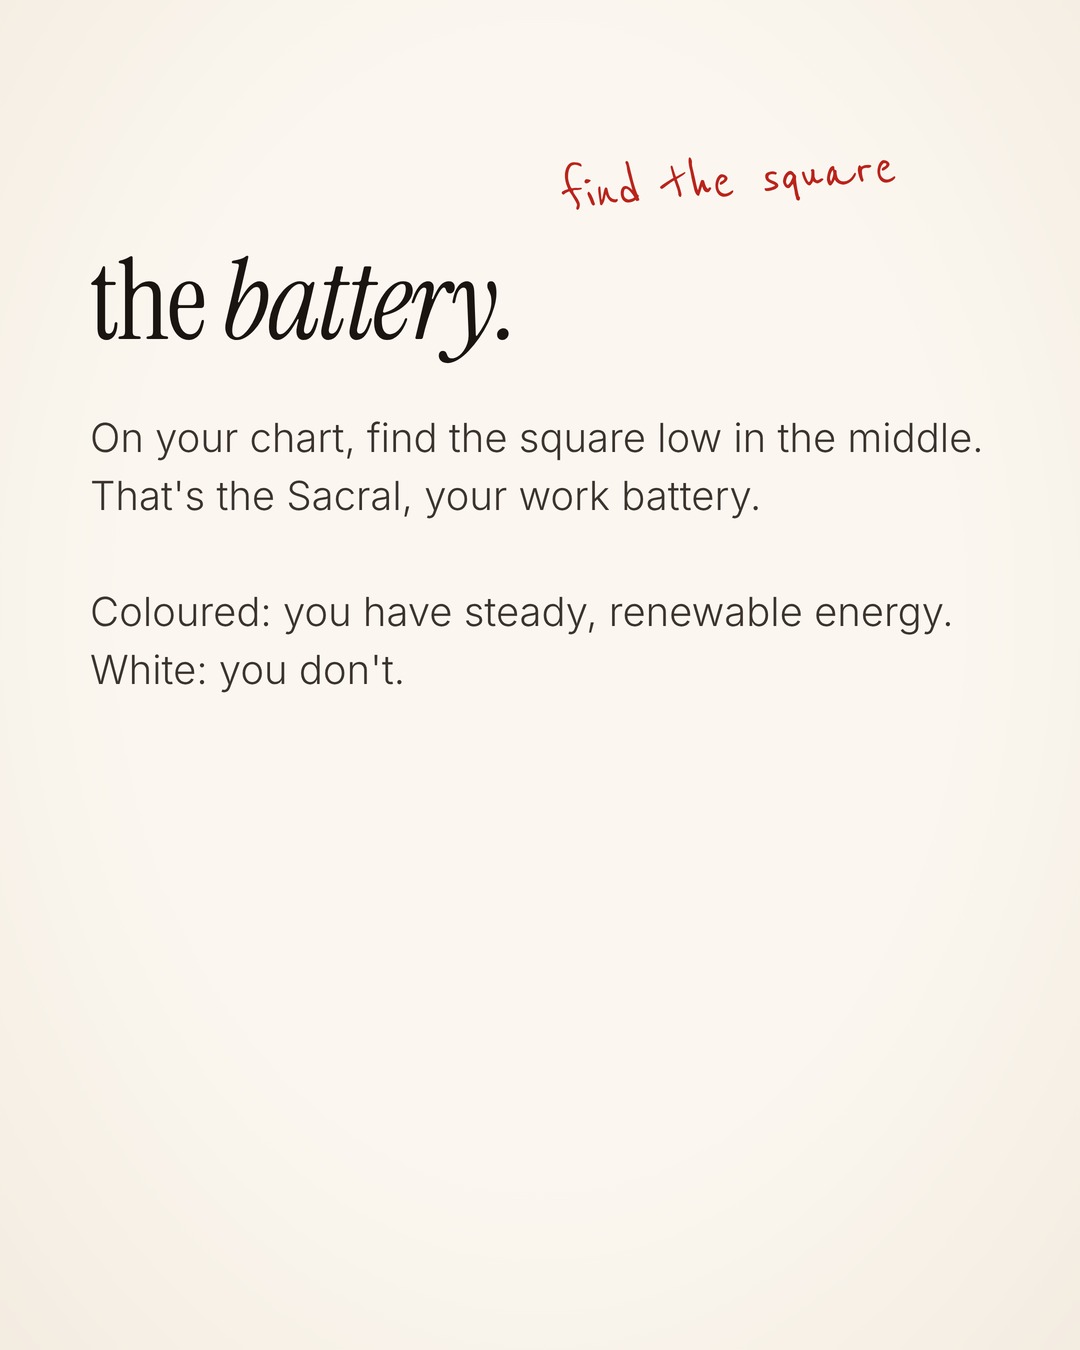 find the square
the battery.
On your chart, find the square low in the middle.
That's the Sacral, your work battery.
Coloured: you have steady, renewable energy.
White: you don't.